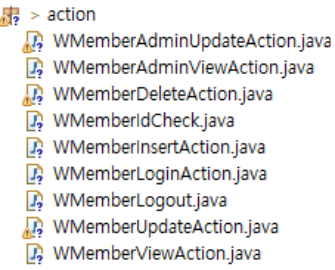 > action
WMemberAdminUpdateAction.java
WMemberAdminViewAction.java
WMemberDeleteAction.java
WMemberIdCheck.java
WMemberInsertAction.java
WMemberLoginAction.java
WMemberLogout.java
WMemberUpdateAction.java
WMemberViewAction.java